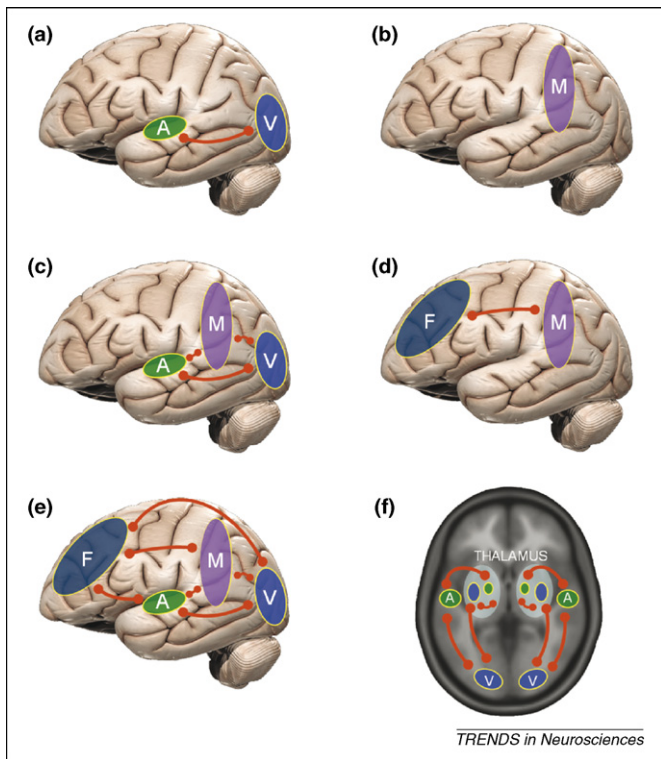 (a)
A
V
(b)
M
(c)
M
A
V
(d)
F
M
(e)
F
M
A
V
(f)
THALAMUS
A
A
V
V
TRENDS in Neurosciences